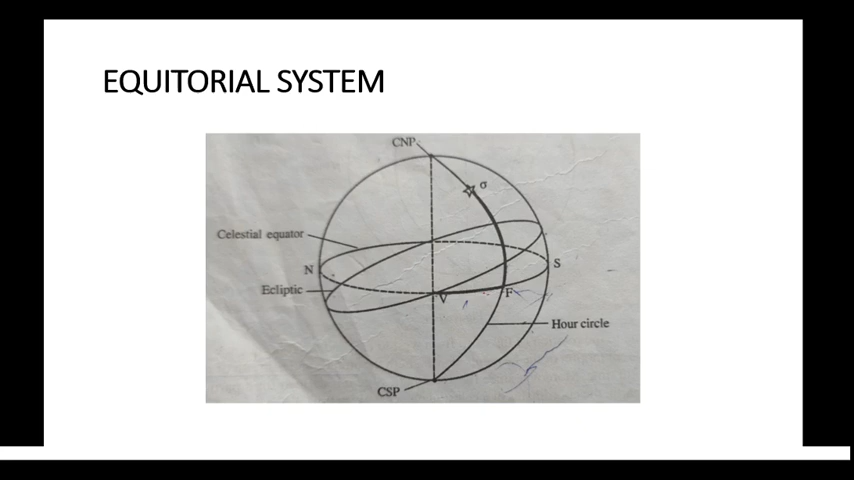 EQUITORIAL SYSTEM
CNP
σ
Celestial equator
N
S
Ecliptic
V
F
Hour circle
CSP